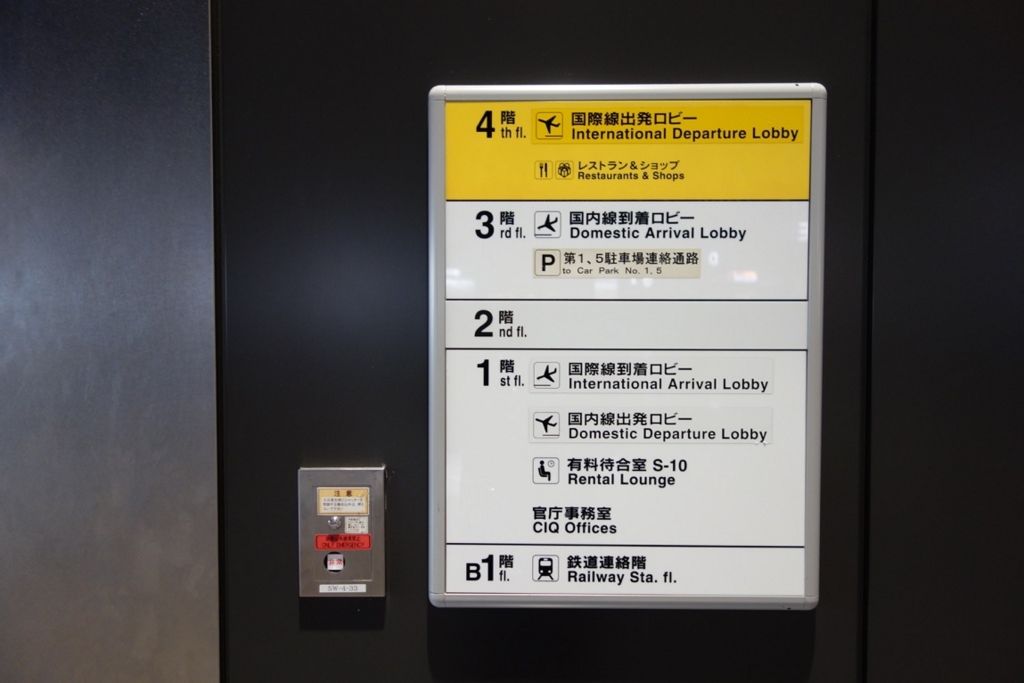 4 階 国際線出発ロビー
th fl. International Departure Lobby
レストラン&ショップ
Restaurants & Shops
3 階 国内線到着ロビー
rd fl. Domestic Arrival Lobby
P 第1、5駐車場連絡通路
to Car Park No. 1, 5
2 階
nd fl.
1 階 国際線到着ロビー
st fl. International Arrival Lobby
国内線出発ロビー
Domestic Departure Lobby
有料待合室 S-10
Rental Lounge
官庁事務室
CIQ Offices
B1 階 鉄道連絡階
fl. Railway Sta. fl.
注意
ONLY EMERGENCY
SW-4-33